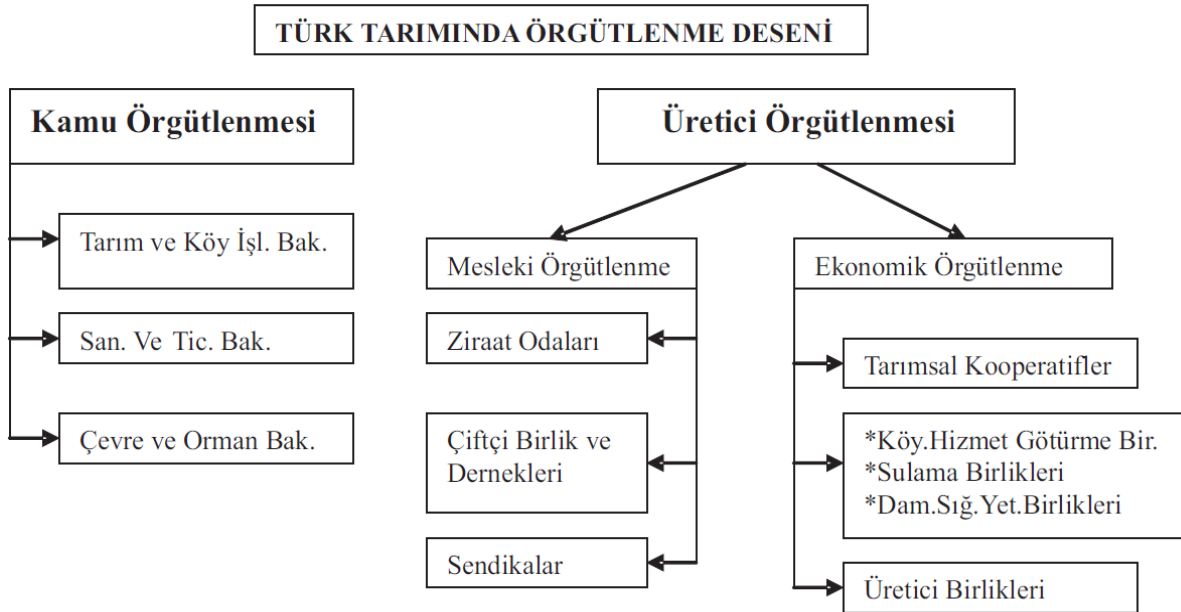 TÜRK TARIMINDA ÖRGÜTLENME DESENİ
Kamu Örgütlenmesi
Tarım ve Köy İşl. Bak.
San. Ve Tic. Bak.
Çevre ve Orman Bak.
Üretici Örgütlenmesi
Mesleki Örgütlenme
Ziraat Odaları
Çiftçi Birlik ve
Dernekleri
Sendikalar
Ekonomik Örgütlenme
Tarımsal Kooperatifler
*Köy.Hizmet Götürme Bir.
*Sulama Birlikleri
*Dam.Sığ.Yet.Birlikleri
Üretici Birlikleri